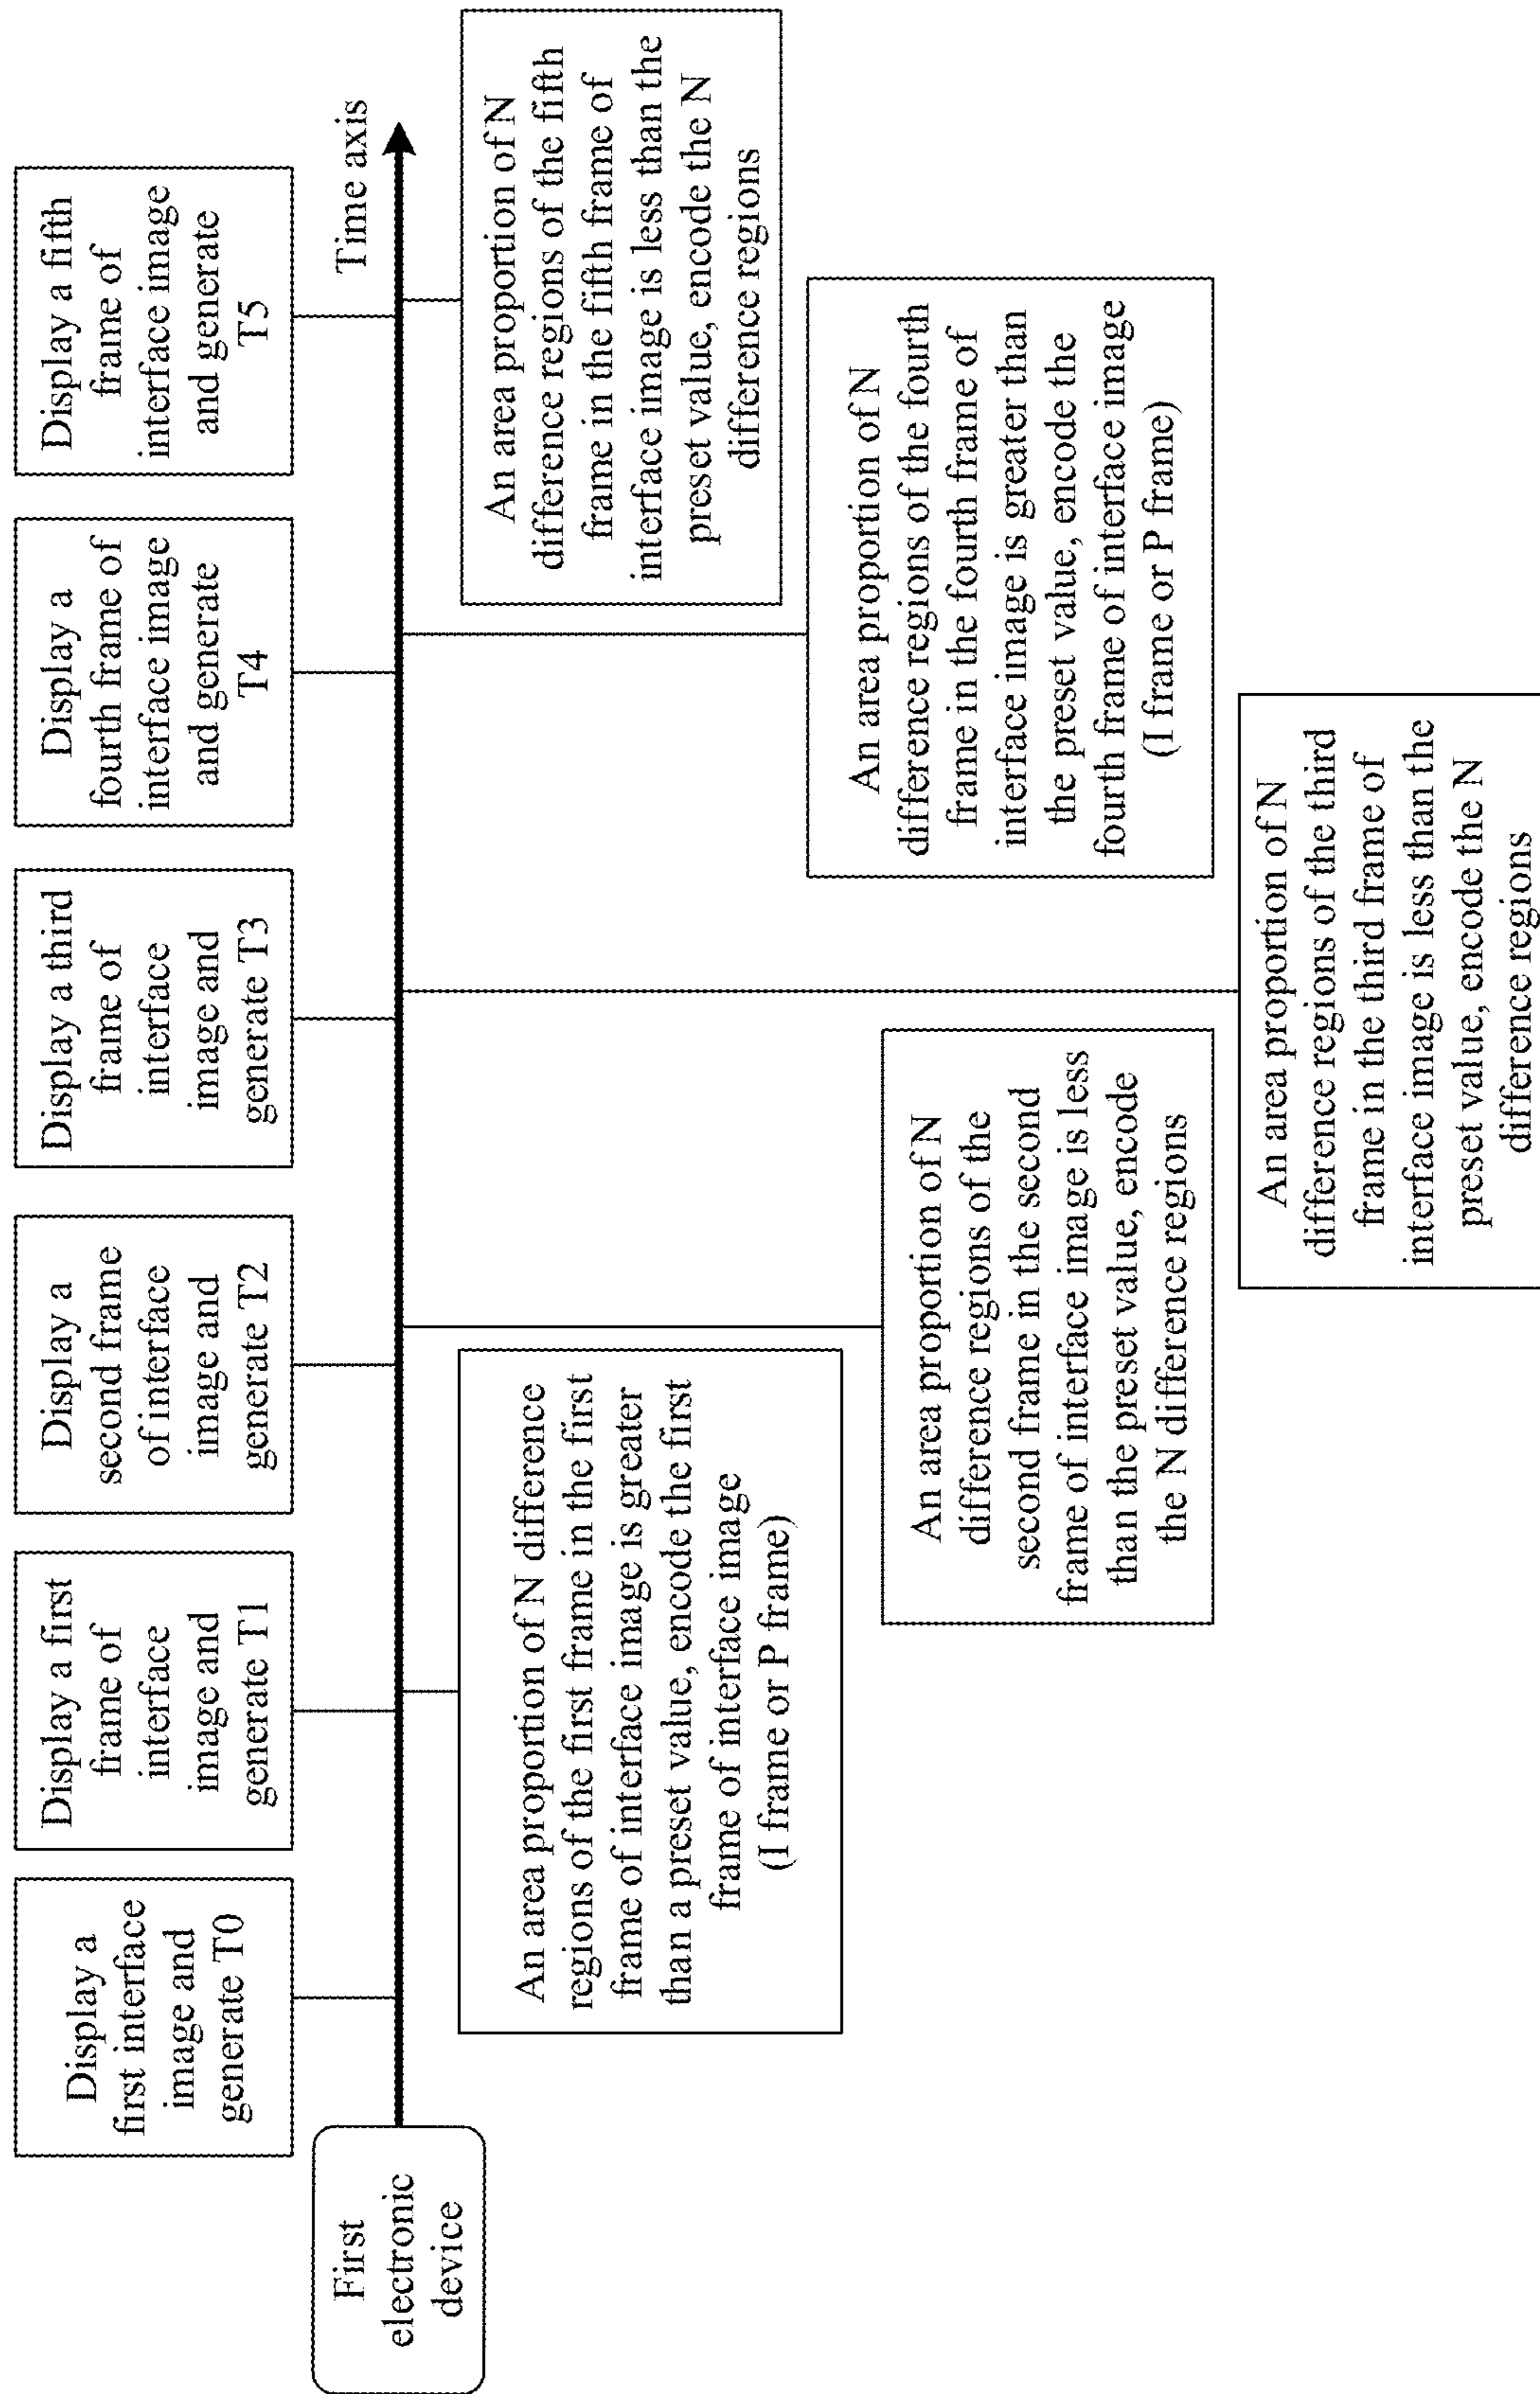 Display a
first interface
image and
generate T0
Display a first
frame of
interface
image and
generate T1
Display a
second frame
of interface
image and
generate T2
Display a third
frame of
interface
image and
generate T3
Display a
fourth frame of
interface image
and generate
T4
Display a fifth
frame of
interface image
and generate
T5
First
electronic
device
Time axis
An area proportion of N difference
regions of the first frame in the first
frame of interface image is greater
than a preset value, encode the first
frame of interface image
(I frame or P frame)
An area proportion of N
difference regions of the
second frame in the second
frame of interface image is less
than the preset value, encode
the N difference regions
An area proportion of N
difference regions of the third
frame in the third frame of
interface image is less than the
preset value, encode the N
difference regions
An area proportion of N
difference regions of the fourth
frame in the fourth frame of
interface image is greater than
the preset value, encode the
fourth frame of interface image
(I frame or P frame)
An area proportion of N
difference regions of the fifth
frame in the fifth frame of
interface image is less than the
preset value, encode the N
difference regions